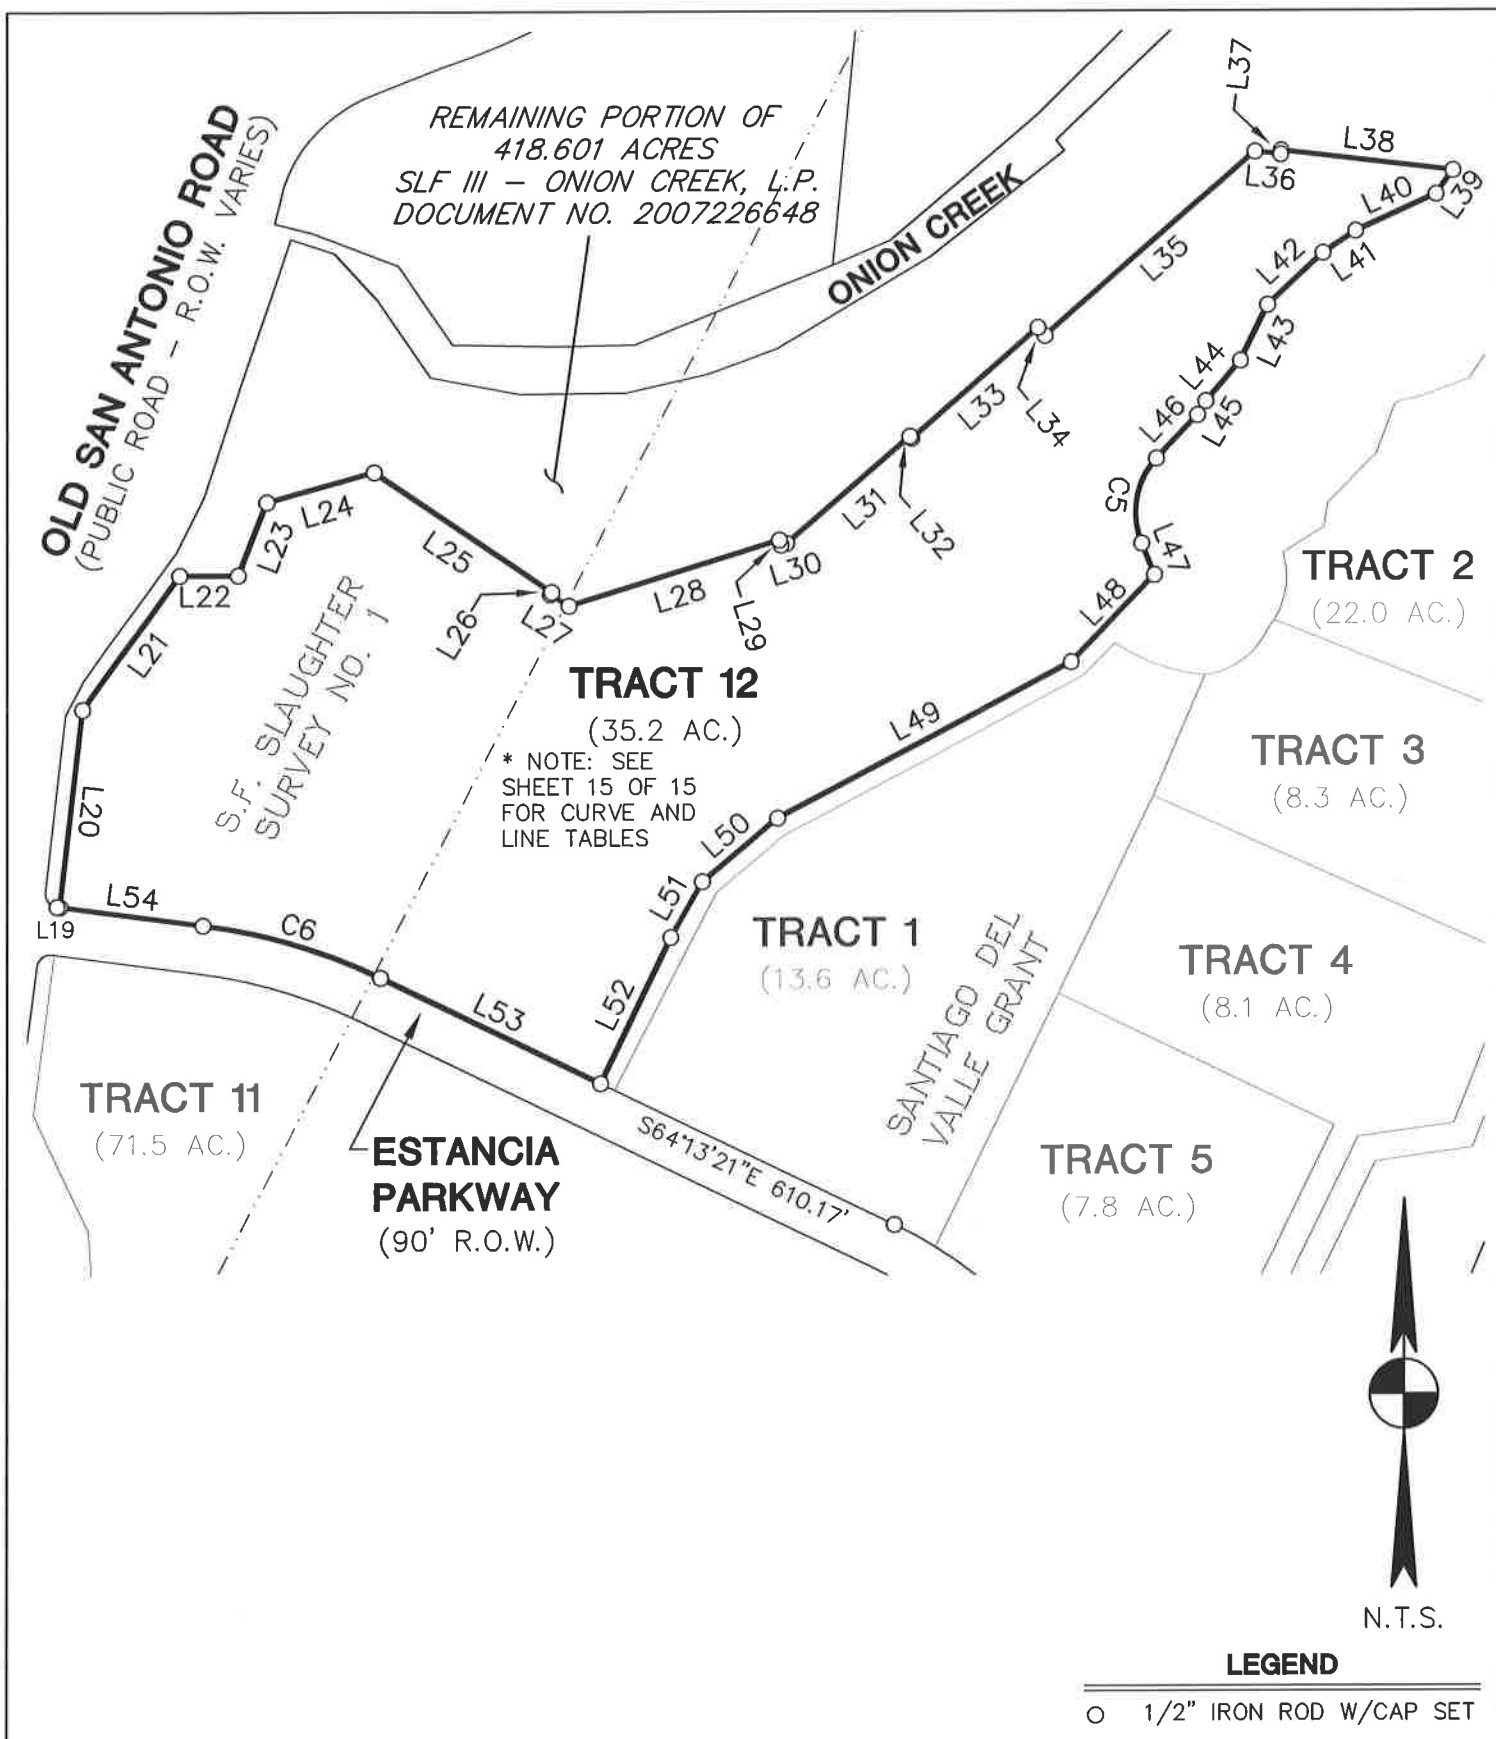 REMAINING PORTION OF
418.601 ACRES
SLF III – ONION CREEK, L.P.
DOCUMENT NO. 2007226648
OLD SAN ANTONIO ROAD
(PUBLIC ROAD – R.O.W. VARIES)
ONION CREEK
L37
L38
L36
L39
L40
L41
L42
L43
L35
L44
L45
L46
L33
L34
C5
L31
L32
L47
L48
L24
L23
L25
L22
L21
L26
L27
L28
L29
L30
S.F. SLAUGHTER
SURVEY NO. 1
TRACT 12
(35.2 AC.)
* NOTE: SEE
SHEET 15 OF 15
FOR CURVE AND
LINE TABLES
TRACT 2
(22.0 AC.)
L49
TRACT 3
(8.3 AC.)
L20
L50
L51
L54
L19
C6
L52
L53
TRACT 1
(13.6 AC.)
SANTIAGO DEL
VALLE GRANT
TRACT 4
(8.1 AC.)
TRACT 11
(71.5 AC.)
ESTANCIA
PARKWAY
(90' R.O.W.)
S64°13'21"E 610.17'
TRACT 5
(7.8 AC.)
N.T.S.
LEGEND
1/2" IRON ROD W/CAP SET